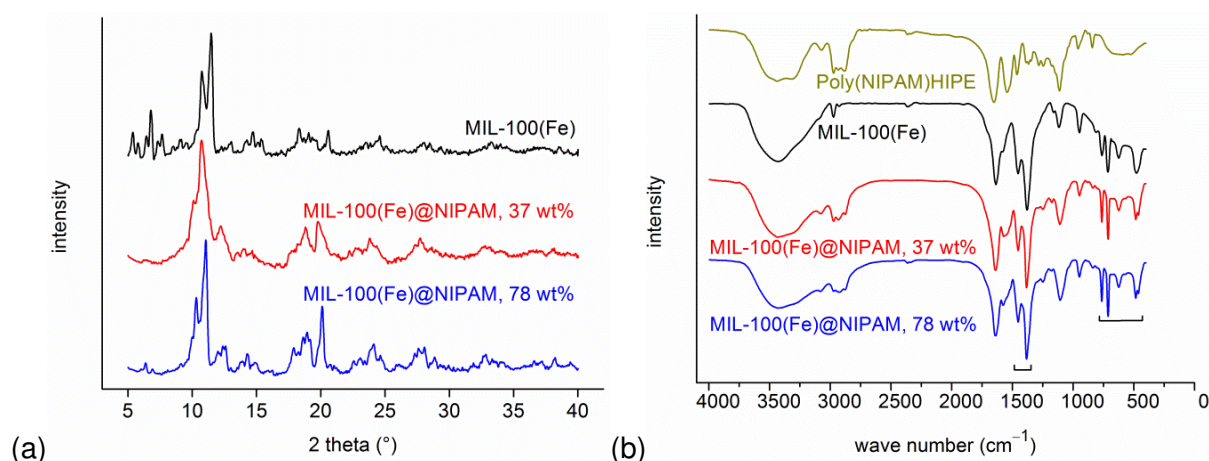 MIL-100(Fe)
MIL-100(Fe)@NIPAM, 37 wt%
MIL-100(Fe)@NIPAM, 78 wt%
intensity
5 10 15 20 25 30 35 40
2 theta (°)
(a)
Poly(NIPAM)HIPE
MIL-100(Fe)
MIL-100(Fe)@NIPAM, 37 wt%
MIL-100(Fe)@NIPAM, 78 wt%
intensity
4000 3500 3000 2500 2000 1500 1000 500 0
wave number (cm⁻¹)
(b)